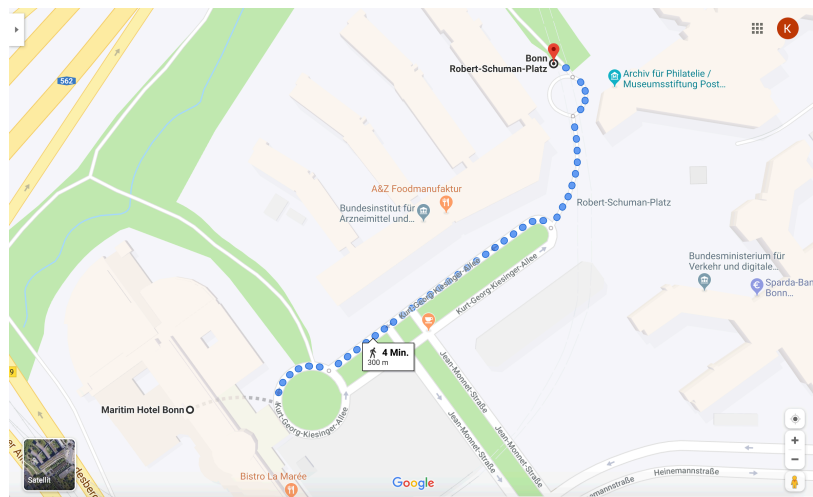 K
Bonn
Robert-Schuman-Platz
Archiv für Philatelie /
Museumsstiftung Post...
562
A&Z Foodmanufaktur
Bundesinstitut für
Arzneimittel und...
Robert-Schuman-Platz
Bundesministerium für
Verkehr und digitale...
Sparda-Ban
Bonn...
Kurt-Georg-Kiesinger-Allee
Kurt-Georg-Kiesinger-Allee
4 Min.
300 m
9
Jean-Monnet-Straße
Maritim Hotel Bonn
Kurt-Georg-Kiesinger-Allee
Jean-Monnet-Straße
Jean-Monnet-Straße
Satellit
Bistro La Marée
Google
Heinemannstraße
nemannstraße